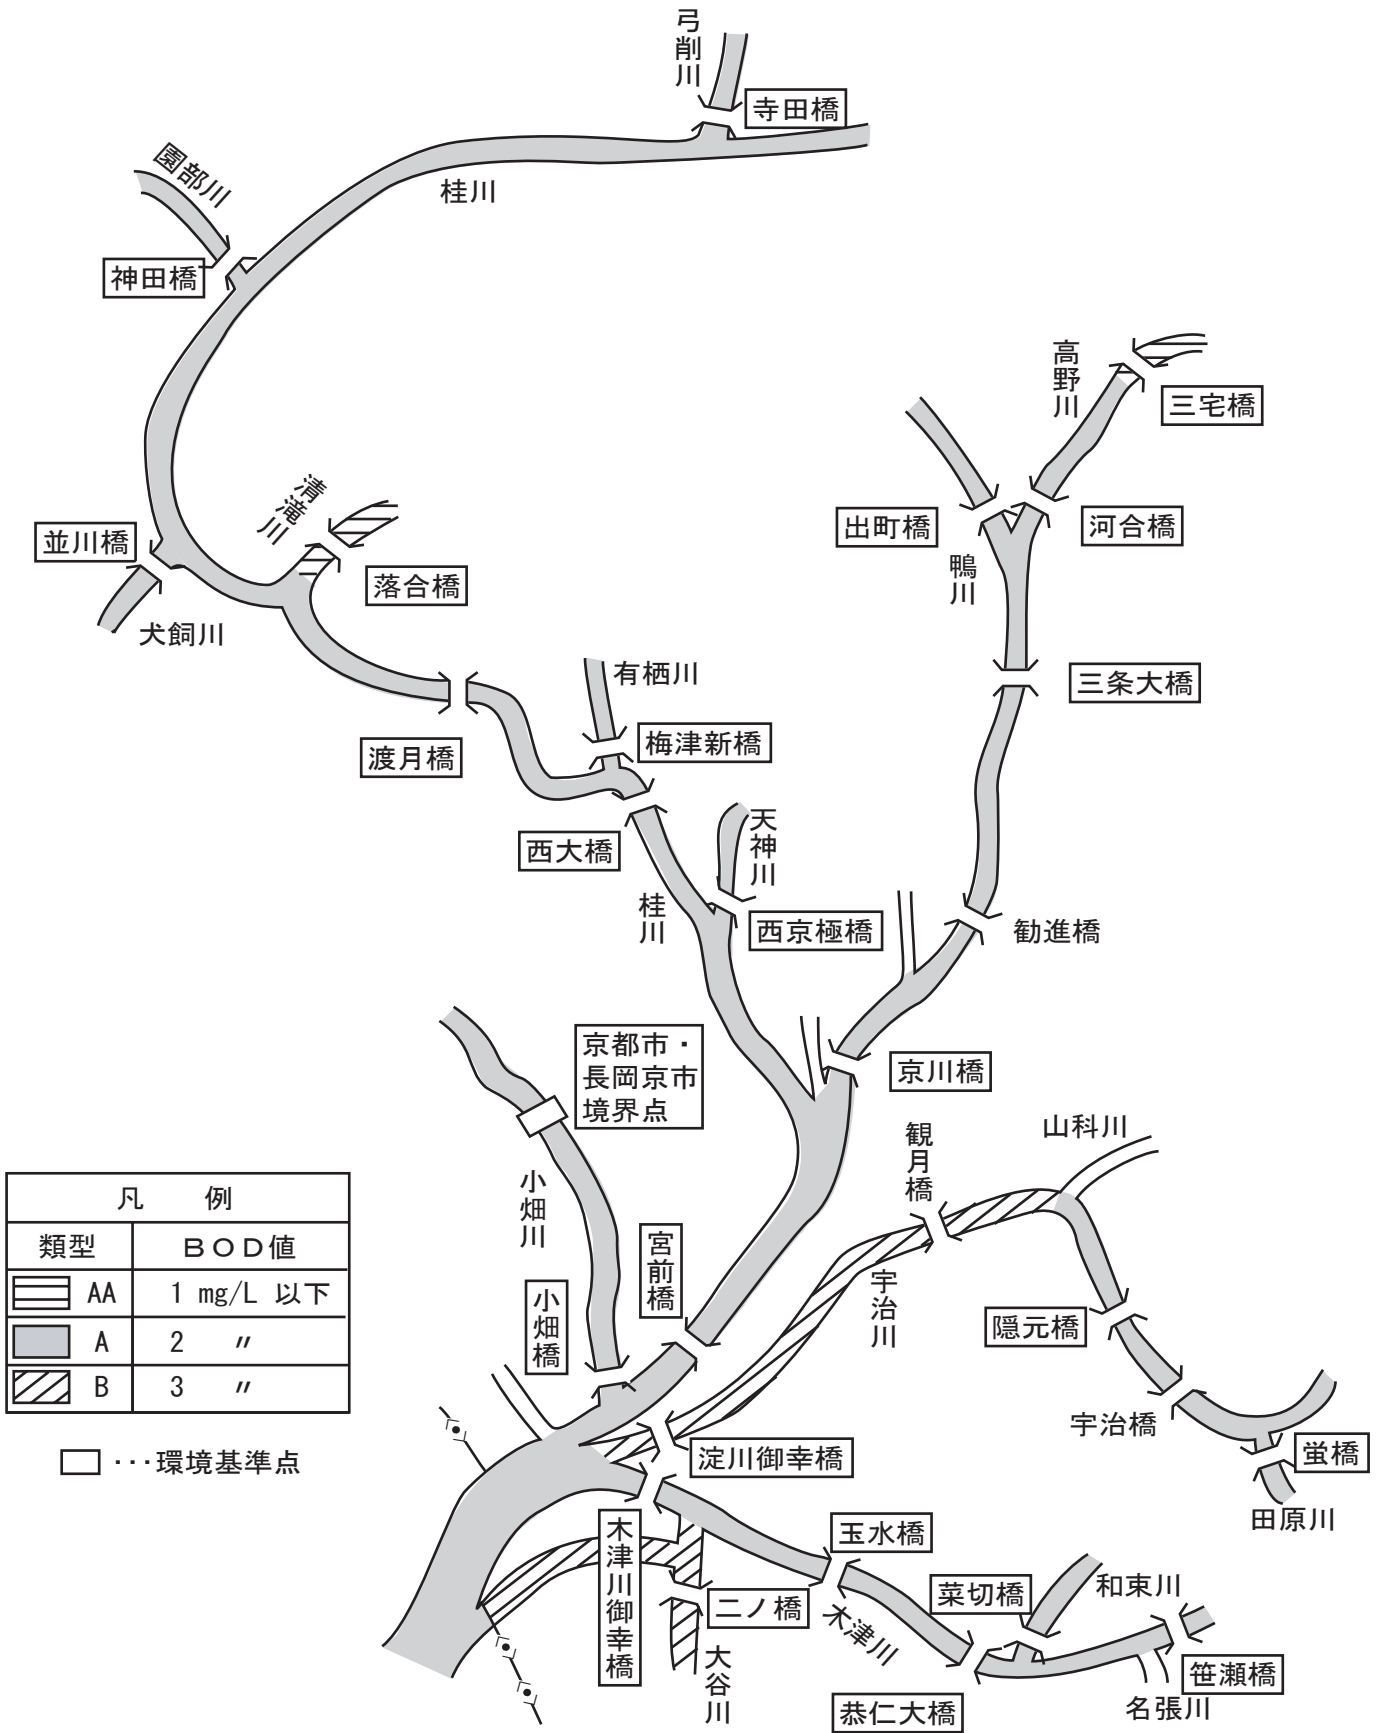 弓削川
寺田橋
園部川
桂川
神田橋
高野川
三宅橋
清滝川
並川橋
落合橋
犬飼川
出町橋
河合橋
鴨川
有栖川
三条大橋
梅津新橋
渡月橋
西大橋
天神川
桂川
西京極橋
勧進橋
京都市・
長岡京市
境界点
京川橋
観月橋
山科川
小畑川
宮前橋
小畑橋
宇治川
隠元橋
凡 例
類型 BOD値
AA 1 mg/L 以下
A 2 〃
B 3 〃
宇治橋
淀川御幸橋
蛍橋
□ ・・・環境基準点
田原川
木津川御幸橋
玉水橋
二ノ橋
菜切橋
和束川
木津川
大谷川
笹瀬橋
恭仁大橋
名張川